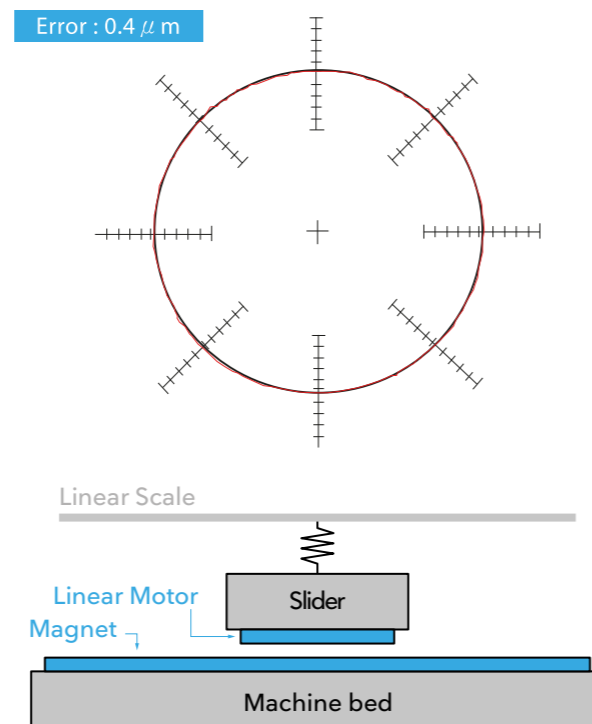 Error : 0.4 μ m
Linear Scale
Slider
Linear Motor
Magnet
Machine bed